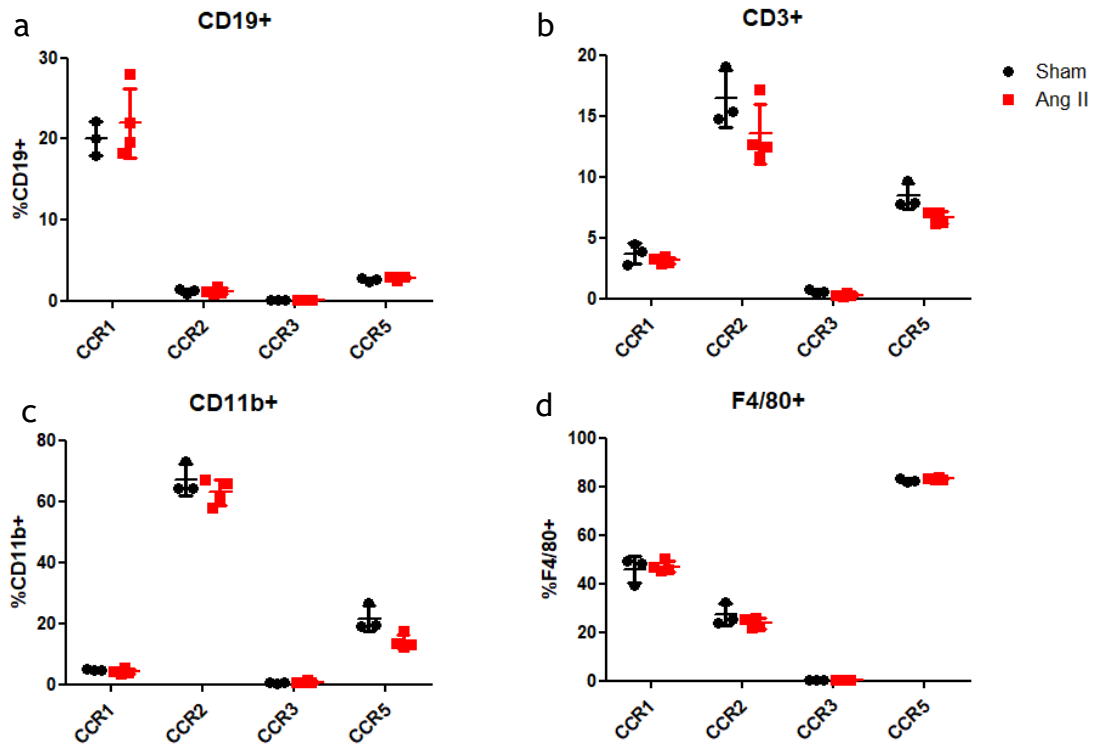 a
CD19+
30
20
10
0
%CD19+
CCR1
CCR2
CCR3
CCR5
b
CD3+
20
15
10
5
0
CCR1
CCR2
CCR3
CCR5
Sham
Ang II
c
CD11b+
80
60
40
20
0
%CD11b+
CCR1
CCR2
CCR3
CCR5
d
F4/80+
100
80
60
40
20
0
%F4/80+
CCR1
CCR2
CCR3
CCR5